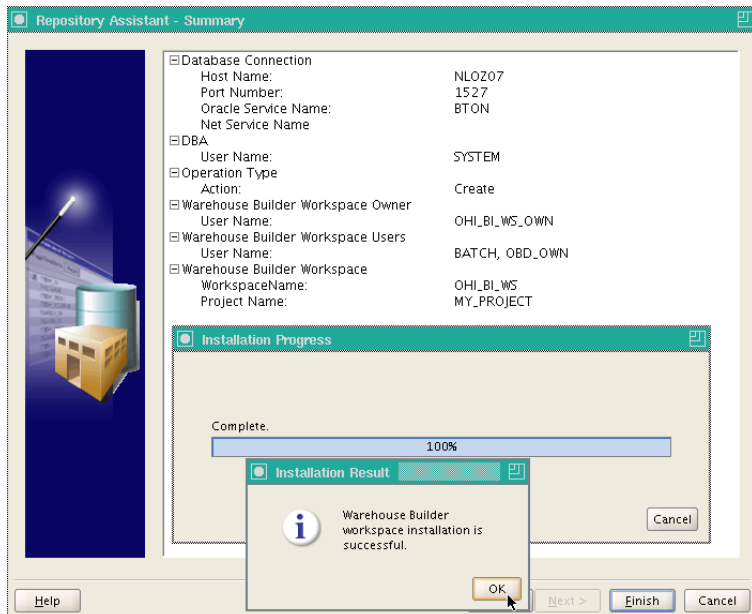 Repository Assistant - Summary
Database Connection
Host Name: NLOZ07
Port Number: 1527
Oracle Service Name: BTON
Net Service Name
DBA
User Name: SYSTEM
Operation Type
Action: Create
Warehouse Builder Workspace Owner
User Name: OHI_BI_WS_OWN
Warehouse Builder Workspace Users
User Name: BATCH, OBD_OWN
Warehouse Builder Workspace
WorkspaceName: OHI_BI_WS
Project Name: MY_PROJECT
Installation Progress
Complete.
100%
Installation Result
Warehouse Builder
workspace installation is
successful.
Cancel
OK
Help Next > Finish Cancel